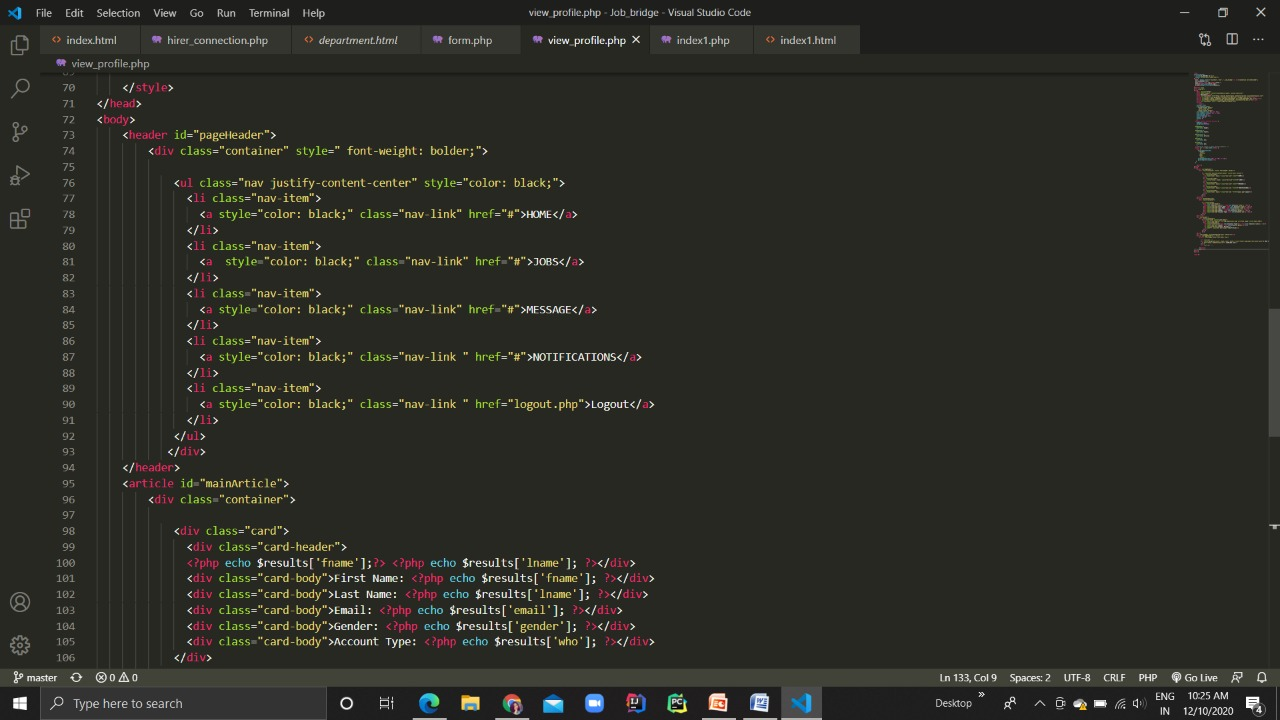 File Edit Selection View Go Run Terminal Help view_profile.php - Job_bridge - Visual Studio Code
index.html hirer_connection.php department.html form.php view_profile.php index1.php index1.html
view_profile.php
69
70 </style>
71 </head>
72 <body>
73 <header id="pageHeader">
74 <div class="container" style=" font-weight: bolder;">
75
76 <ul class="nav justify-content-center" style="color: black;">
77 <li class="nav-item">
78 <a style="color: black;" class="nav-link" href="#">HOME</a>
79 </li>
80 <li class="nav-item">
81 <a  style="color: black;" class="nav-link" href="#">JOBS</a>
82 </li>
83 <li class="nav-item">
84 <a style="color: black;" class="nav-link" href="#">MESSAGE</a>
85 </li>
86 <li class="nav-item">
87 <a style="color: black;" class="nav-link " href="#">NOTIFICATIONS</a>
88 </li>
89 <li class="nav-item">
90 <a style="color: black;" class="nav-link " href="logout.php">Logout</a>
91 </li>
92 </ul>
93 </div>
94 </header>
95 <article id="mainArticle">
96 <div class="container">
97
98 <div class="card">
99 <div class="card-header">
100 <?php echo $results['fname'];?> <?php echo $results['lname']; ?></div>
101 <div class="card-body">First Name: <?php echo $results['fname']; ?></div>
102 <div class="card-body">Last Name: <?php echo $results['lname']; ?></div>
103 <div class="card-body">Email: <?php echo $results['email']; ?></div>
104 <div class="card-body">Gender: <?php echo $results['gender']; ?></div>
105 <div class="card-body">Account Type: <?php echo $results['who']; ?></div>
106 </div>
master 0 0 Ln 133, Col 9 Spaces: 2 UTF-8 CRLF PHP Go Live
Type here to search Desktop ENG 10:25 AM
IN 12/10/2020 4